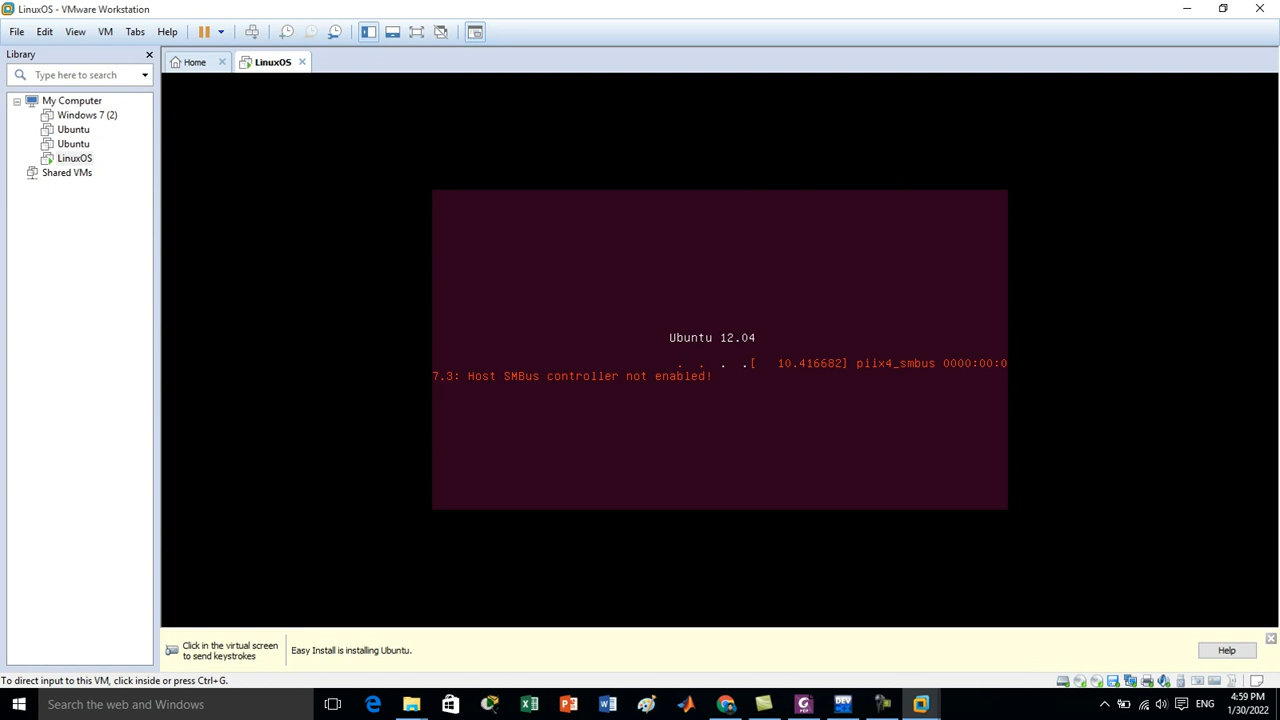 LinuxOS - VMware Workstation
File Edit View VM Tabs Help
Library
Type here to search
Home LinuxOS
My Computer
Windows 7 (2)
Ubuntu
Ubuntu
LinuxOS
Shared VMs
Ubuntu 12.04
. . . .[ 10.416682] piix4_smbus 0000:00:0
7.3: Host SMBus controller not enabled!
Click in the virtual screen
to send keystrokes
Easy Install is installing Ubuntu.
Help
To direct input to this VM, click inside or press Ctrl+G.
Search the web and Windows
ENG
4:59 PM
1/30/2022